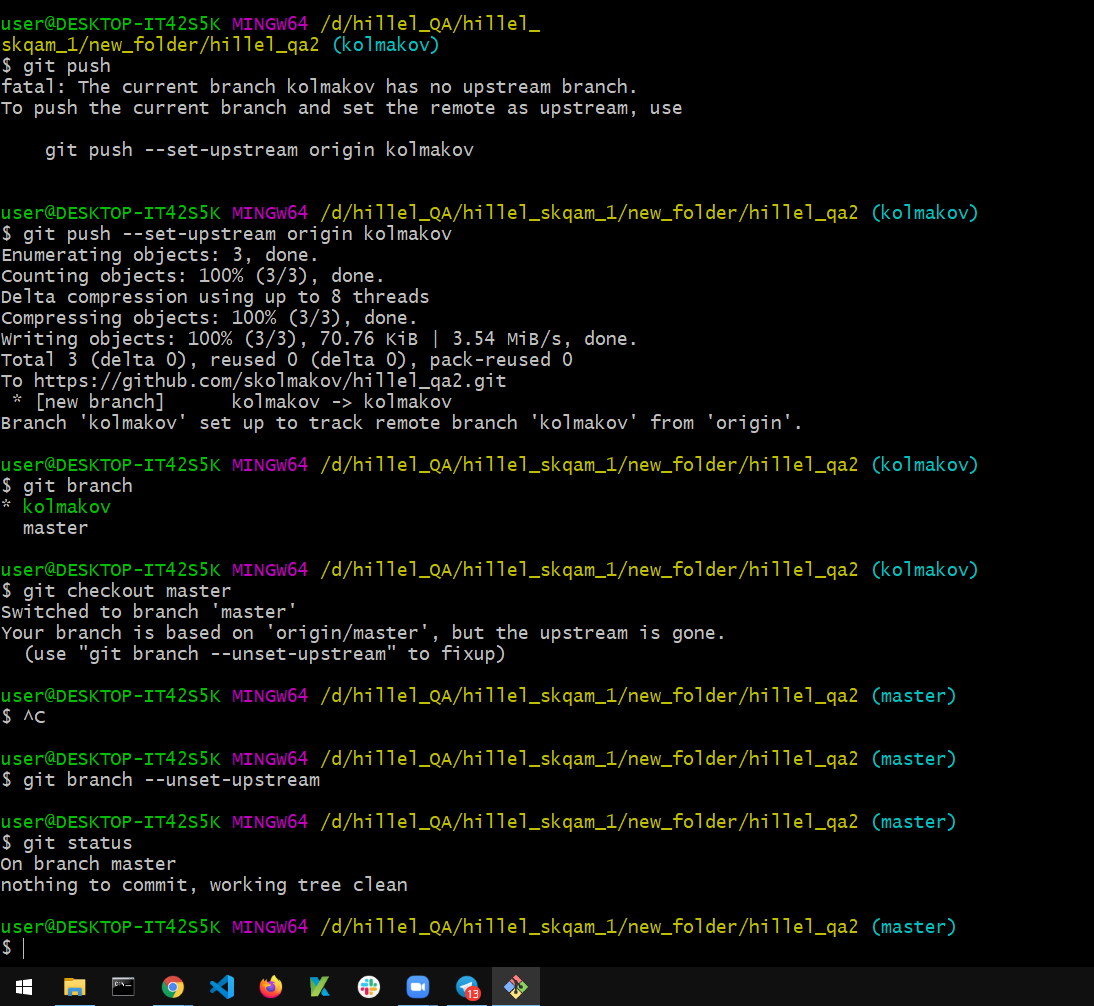 user@DESKTOP-IT42S5K MINGW64 /d/hillel_QA/hillel_
skqam_1/new_folder/hillel_qa2 (kolmakov)
$ git push
fatal: The current branch kolmakov has no upstream branch.
To push the current branch and set the remote as upstream, use
    git push --set-upstream origin kolmakov
user@DESKTOP-IT42S5K MINGW64 /d/hillel_QA/hillel_skqam_1/new_folder/hillel_qa2 (kolmakov)
$ git push --set-upstream origin kolmakov
Enumerating objects: 3, done.
Counting objects: 100% (3/3), done.
Delta compression using up to 8 threads
Compressing objects: 100% (3/3), done.
Writing objects: 100% (3/3), 70.76 KiB | 3.54 MiB/s, done.
Total 3 (delta 0), reused 0 (delta 0), pack-reused 0
To https://github.com/skolmakov/hillel_qa2.git
 * [new branch]      kolmakov -> kolmakov
Branch 'kolmakov' set up to track remote branch 'kolmakov' from 'origin'.
user@DESKTOP-IT42S5K MINGW64 /d/hillel_QA/hillel_skqam_1/new_folder/hillel_qa2 (kolmakov)
$ git branch
* kolmakov
  master
user@DESKTOP-IT42S5K MINGW64 /d/hillel_QA/hillel_skqam_1/new_folder/hillel_qa2 (kolmakov)
$ git checkout master
Switched to branch 'master'
Your branch is based on 'origin/master', but the upstream is gone.
  (use "git branch --unset-upstream" to fixup)
user@DESKTOP-IT42S5K MINGW64 /d/hillel_QA/hillel_skqam_1/new_folder/hillel_qa2 (master)
$ ^C
user@DESKTOP-IT42S5K MINGW64 /d/hillel_QA/hillel_skqam_1/new_folder/hillel_qa2 (master)
$ git branch --unset-upstream
user@DESKTOP-IT42S5K MINGW64 /d/hillel_QA/hillel_skqam_1/new_folder/hillel_qa2 (master)
$ git status
On branch master
nothing to commit, working tree clean
user@DESKTOP-IT42S5K MINGW64 /d/hillel_QA/hillel_skqam_1/new_folder/hillel_qa2 (master)
$
13